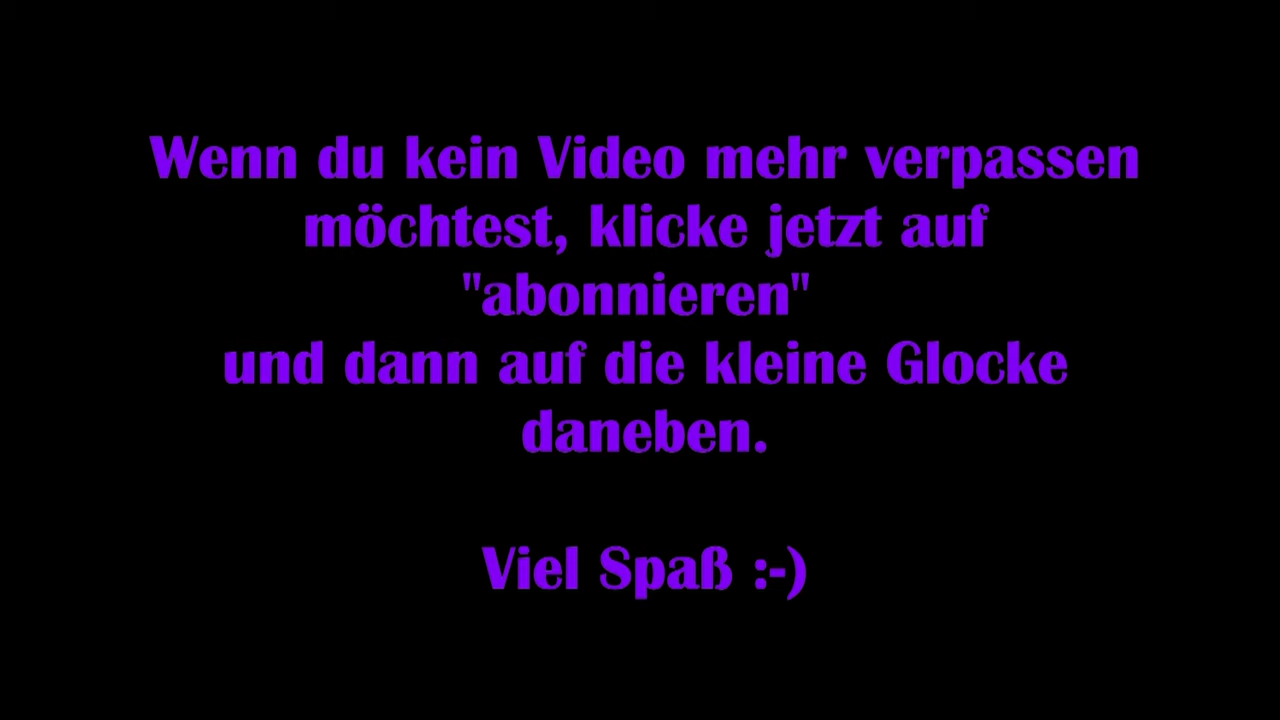 Wenn du kein Video mehr verpassen
möchtest, klicke jetzt auf
"abonnieren"
und dann auf die kleine Glocke
daneben.
Viel Spaß :-)